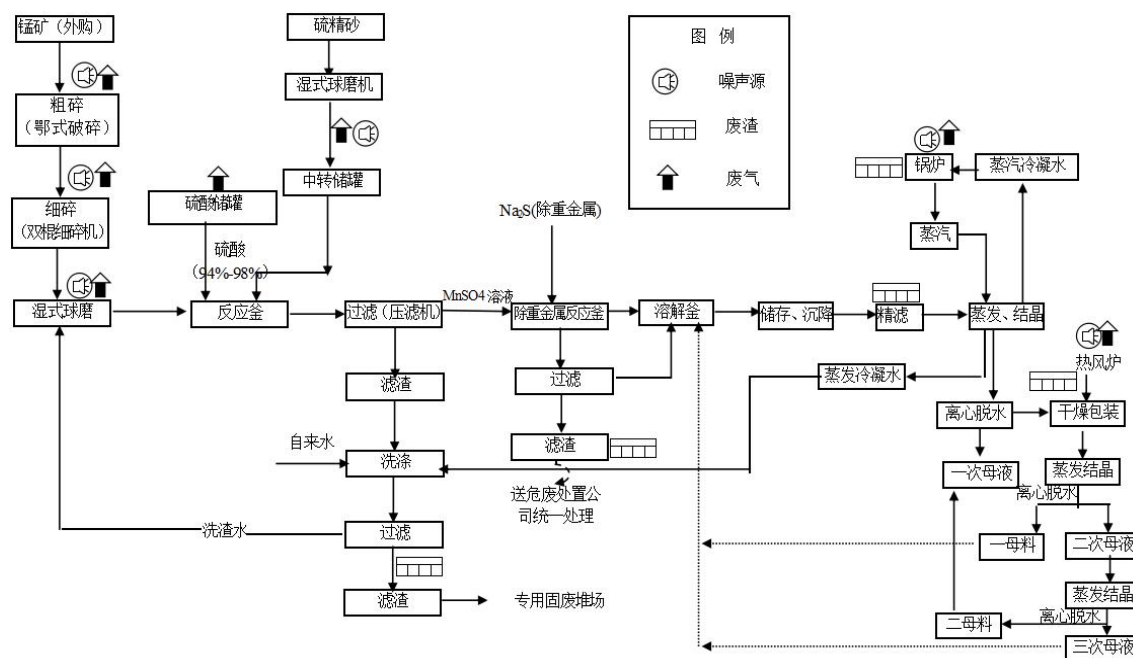 锰矿（外购）
粗碎
（鄂式破碎）
细碎
（双棍细碎机）
湿式球磨
硫精砂
湿式球磨机
中转储罐
硫酸储罐
硫酸
（94%-98%）
反应釜
过滤（压滤机）
MnSO4 溶液
Na₂S(除重金属)
除重金属反应釜
溶解釜
储存、沉降
精滤
蒸发、结晶
图 例
噪声源
废渣
废气
锅炉
蒸汽冷凝水
蒸汽
热风炉
滤渣
过滤
蒸发冷凝水
离心脱水
干燥包装
自来水
洗涤
滤渣
送危废处置公
司统一处理
一次母液
蒸发结晶
离心脱水
洗渣水
过滤
一母料
二次母液
蒸发结晶
滤渣
专用固废堆场
二母料
离心脱水
三次母液